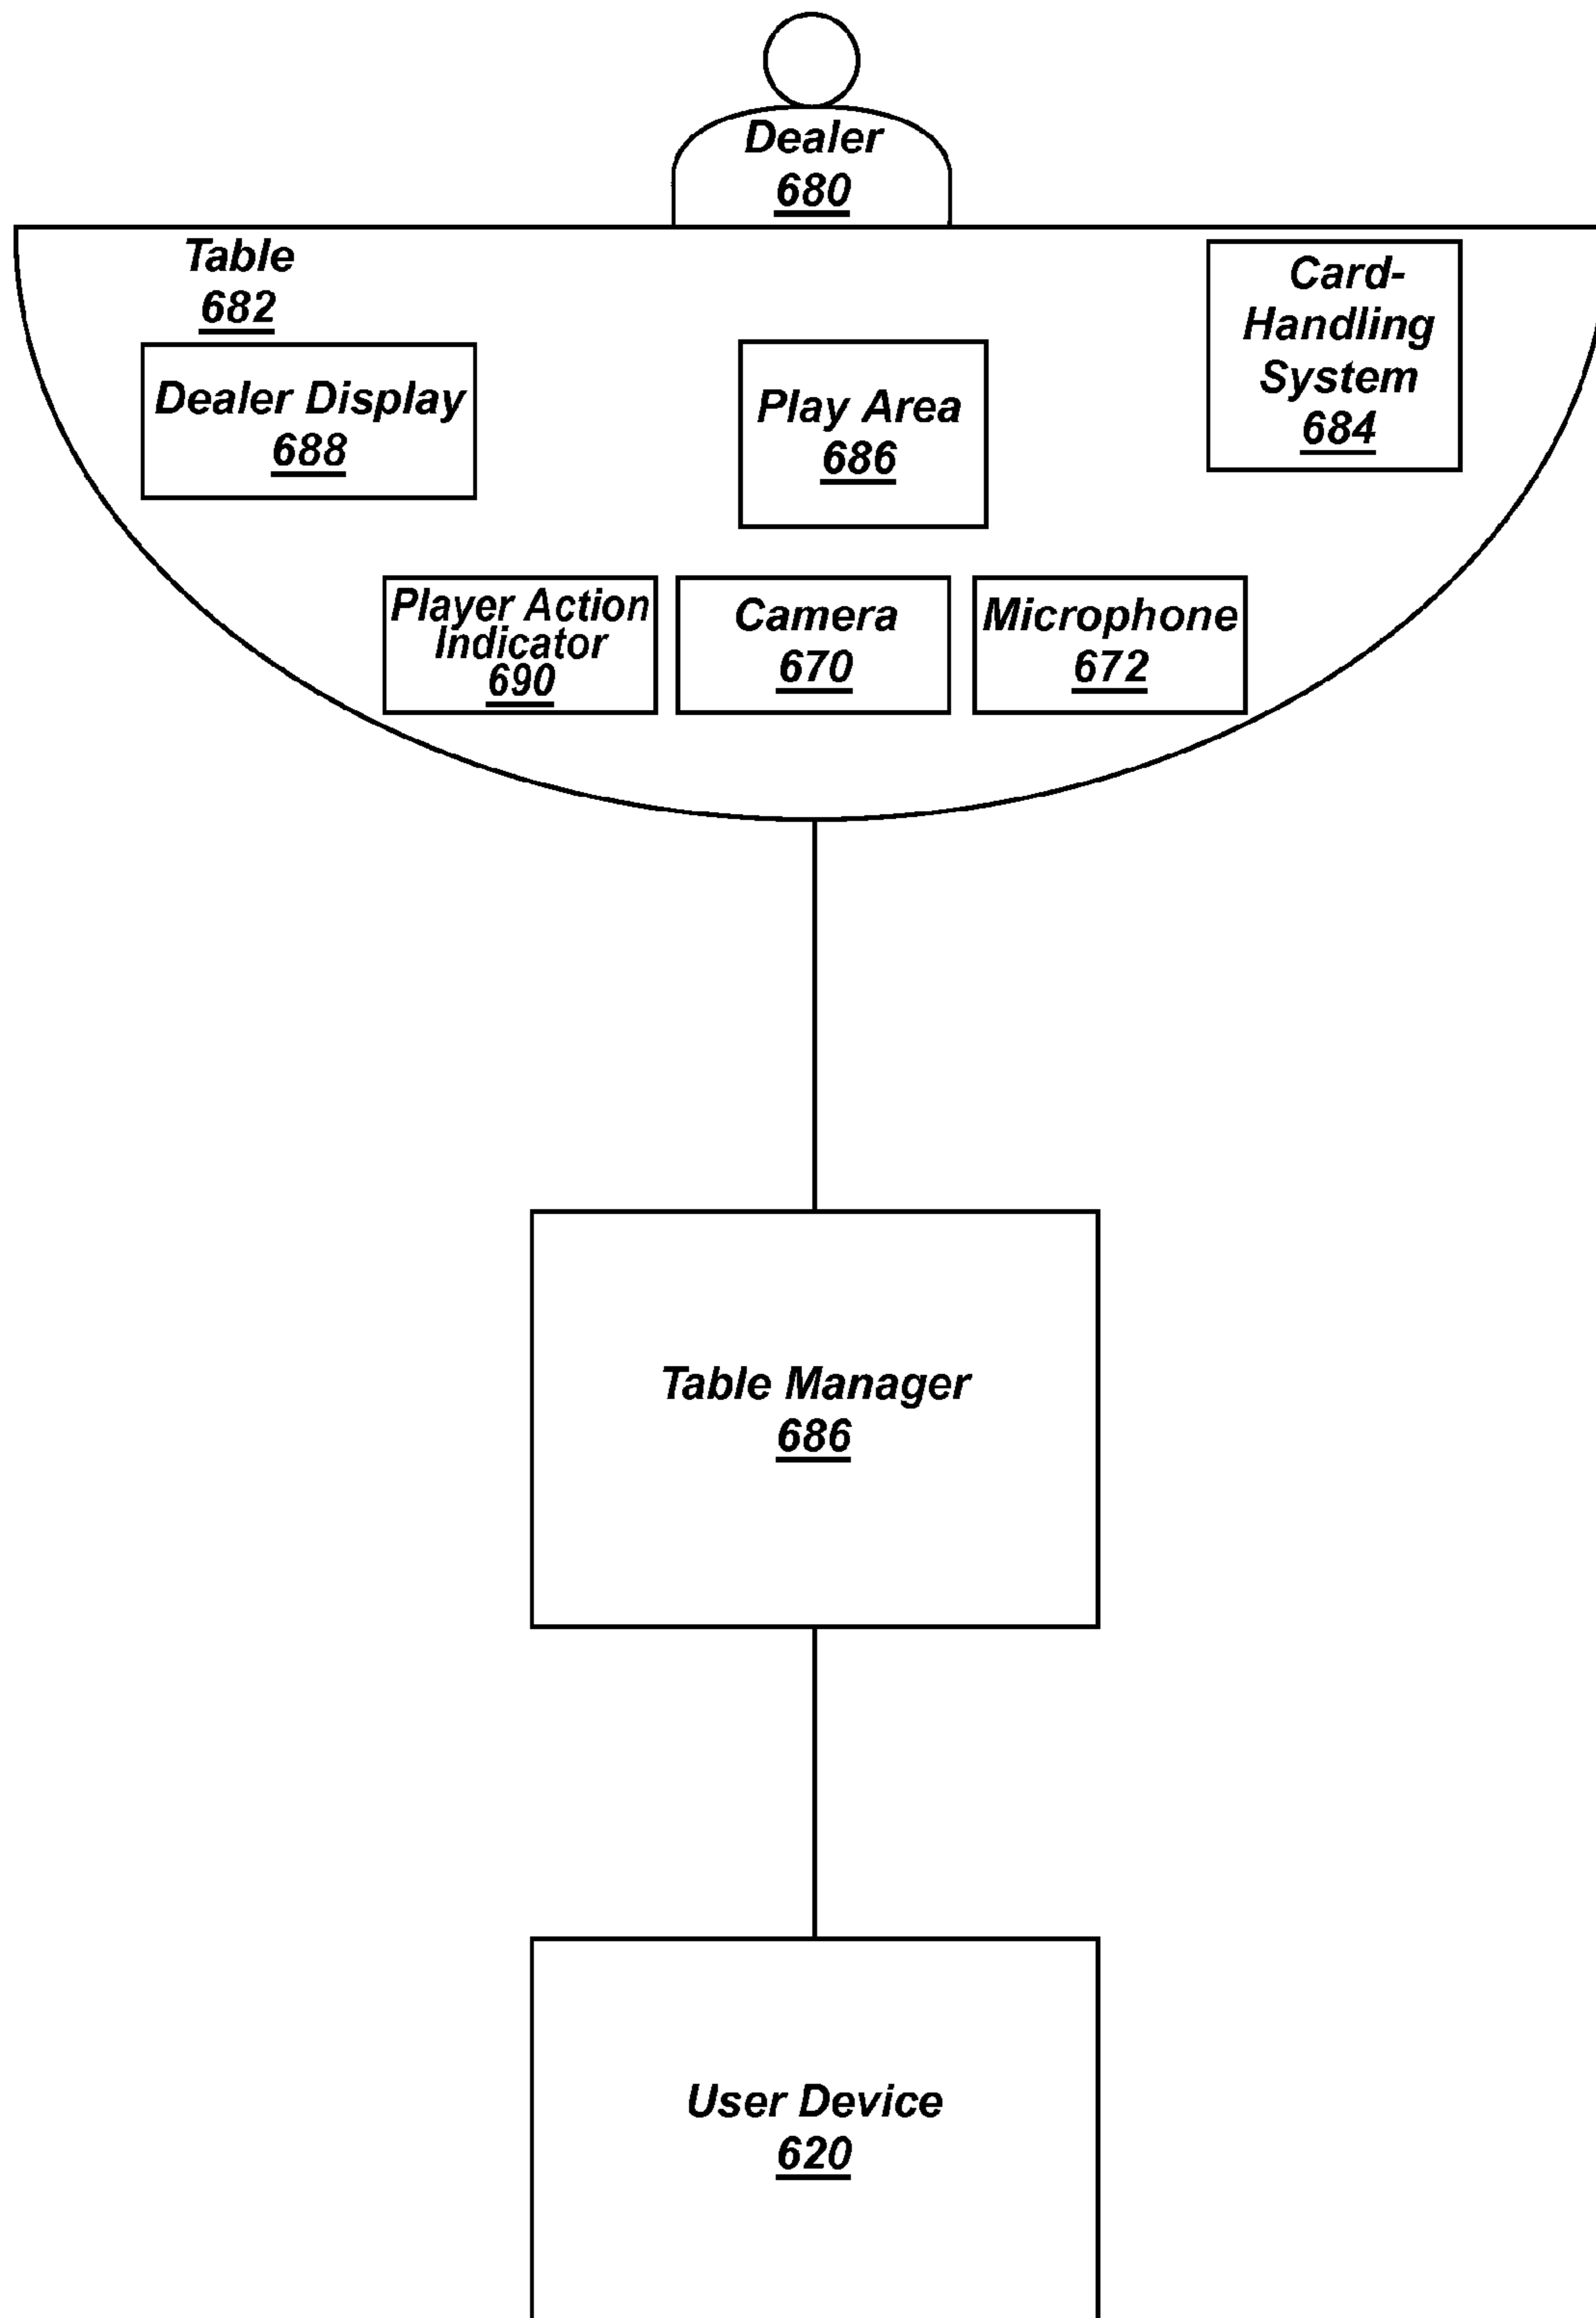 Dealer
680
Table
682
Card-
Handling
System
684
Dealer Display
688
Play Area
686
Player Action
Indicator
690
Camera
670
Microphone
672
Table Manager
686
User Device
620